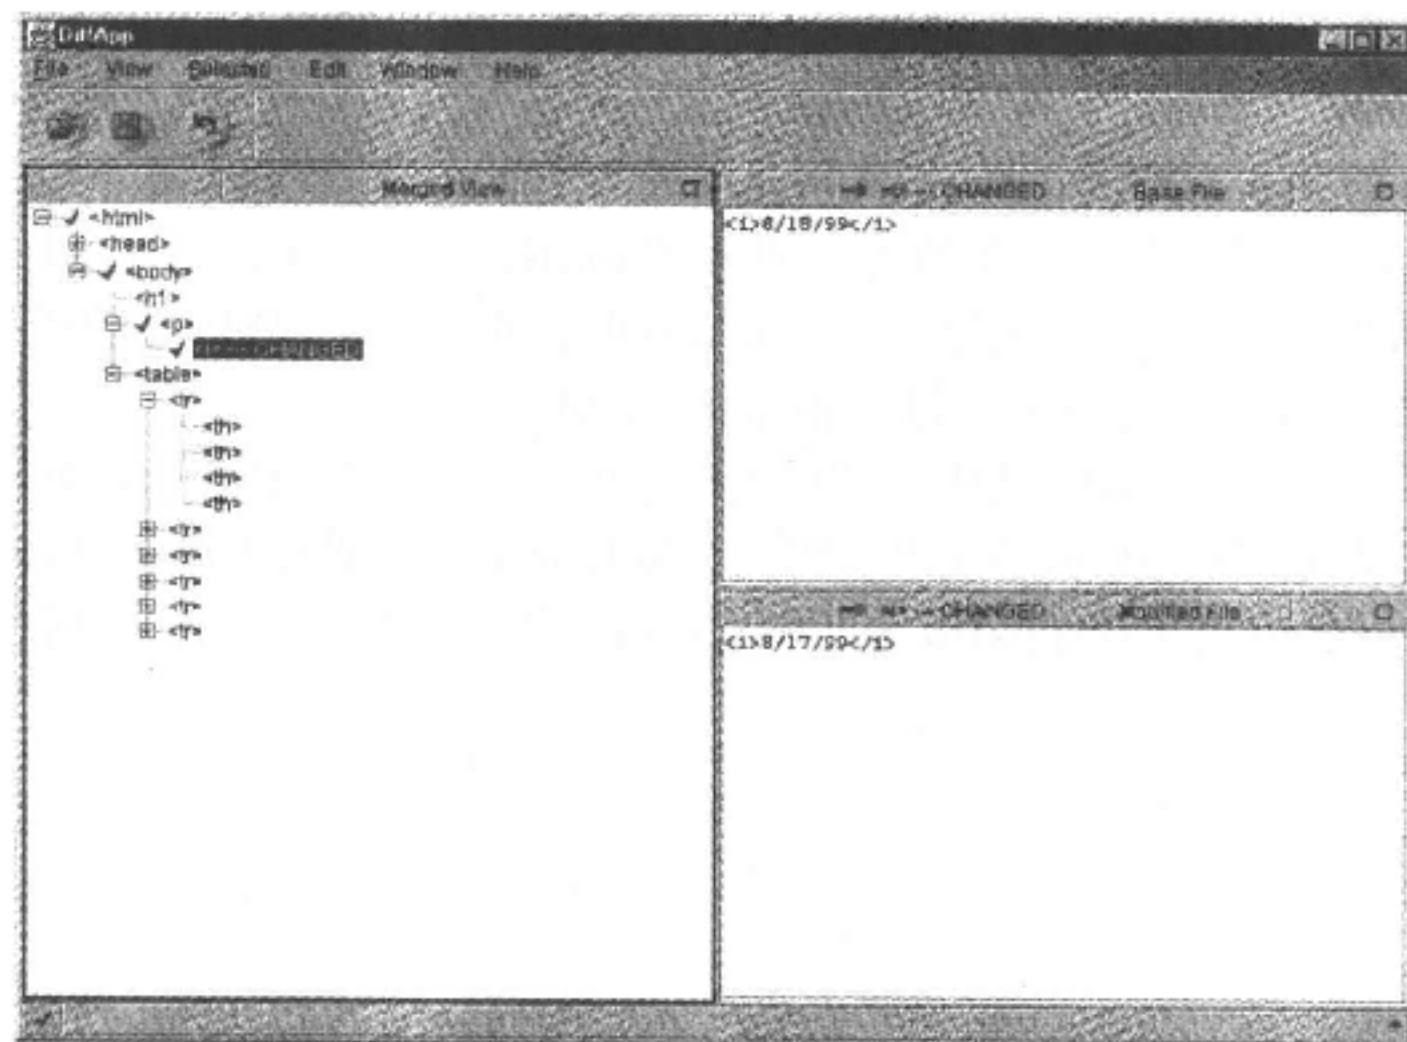 DiffApp
File View Selected Edit Window Help
Merged View
<html>
<head>
<body>
<h1>
<p>
CHANGED
<table>
<tr>
<th>
<th>
<th>
<th>
<tr>
<tr>
<tr>
<tr>
<tr>
-- CHANGED Base File
<i>8/18/99</i>
-- CHANGED Modified File
<i>8/17/99</i>